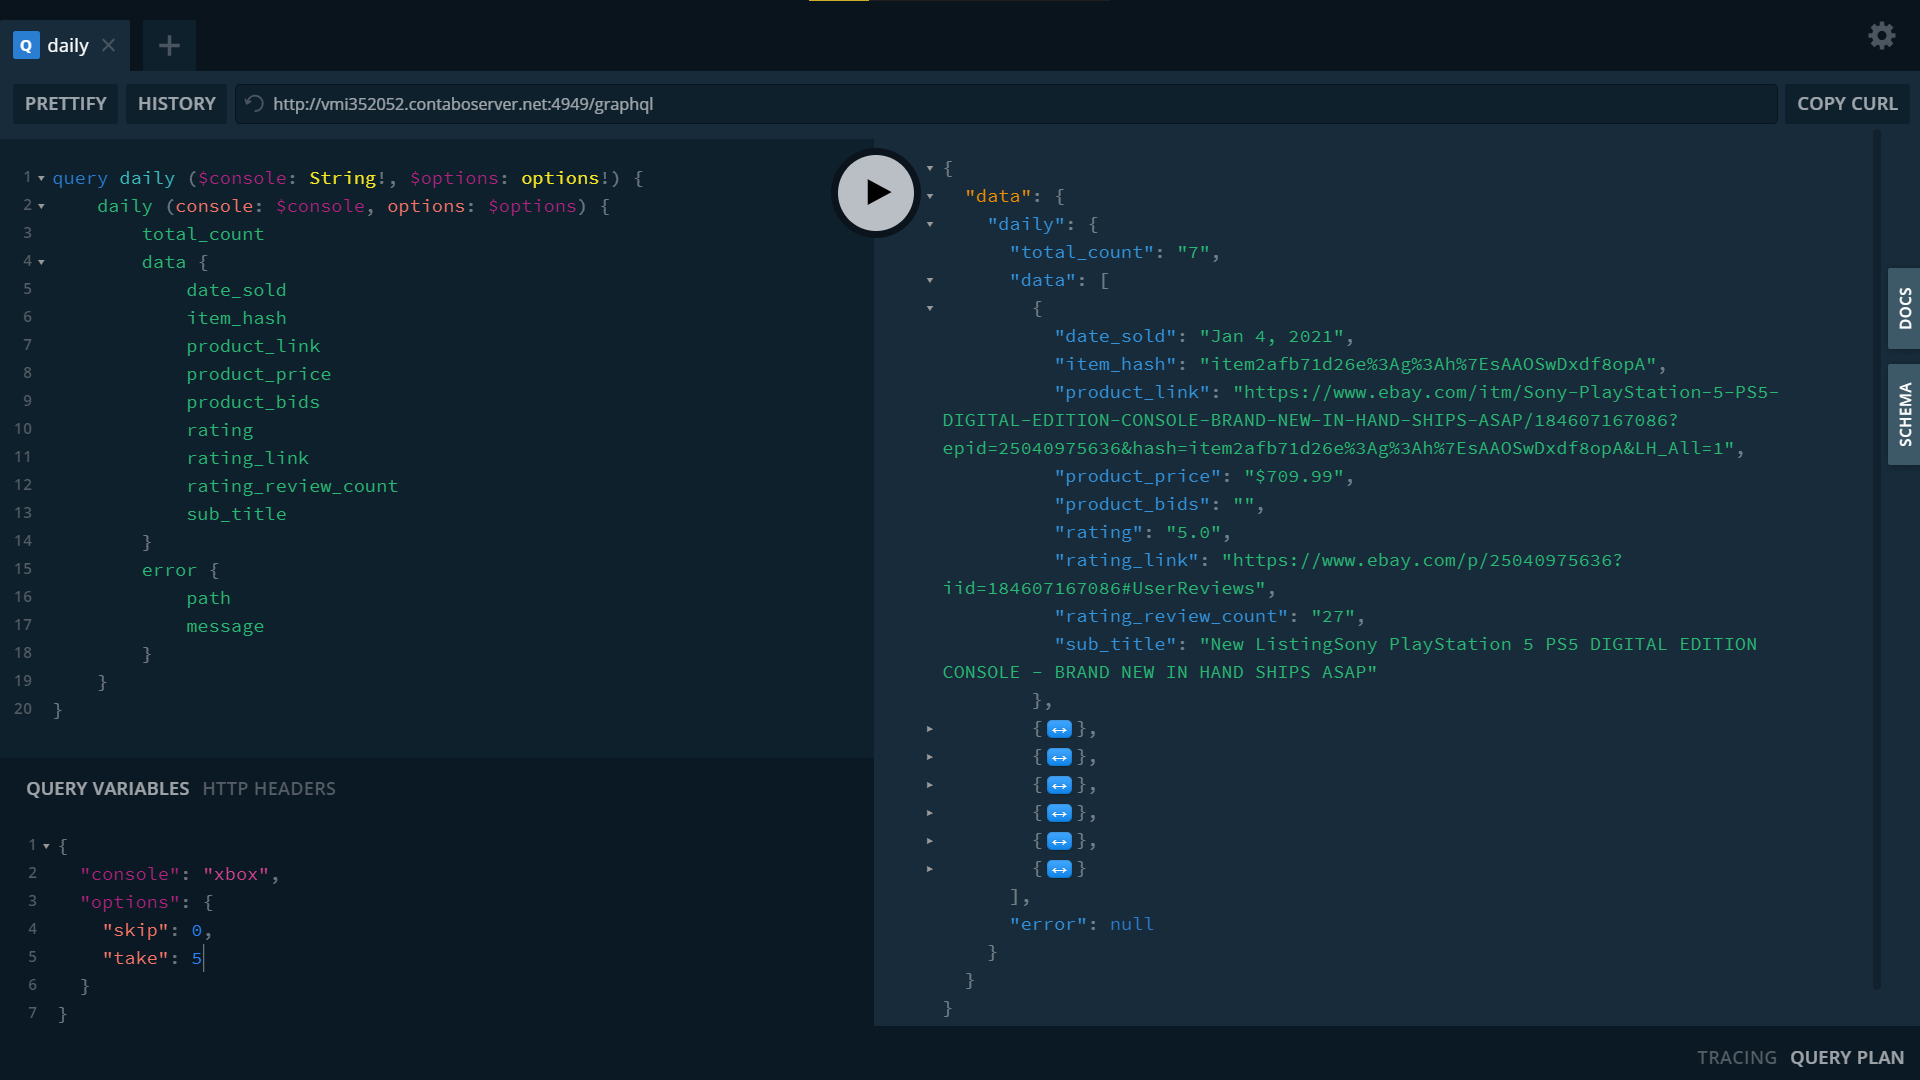 Q daily
PRETTIFY HISTORY http://vmi352052.contaboserver.net:4949/graphql COPY CURL
1 query daily ($console: String!, $options: options!) {
2 daily (console: $console, options: $options) {
3 total_count
4 data {
5 date_sold
6 item_hash
7 product_link
8 product_price
9 product_bids
10 rating
11 rating_link
12 rating_review_count
13 sub_title
14 }
15 error {
16 path
17 message
18 }
19 }
20 }
QUERY VARIABLES HTTP HEADERS
1 {
2 "console": "xbox",
3 "options": {
4 "skip": 0,
5 "take": 5
6 }
7 }
{
"data": {
"daily": {
"total_count": "7",
"data": [
{
"date_sold": "Jan 4, 2021",
"item_hash": "item2afb71d26e%3Ag%3Ah%7EsAAOSwDxdf8opA",
"product_link": "https://www.ebay.com/itm/Sony-PlayStation-5-PS5-
DIGITAL-EDITION-CONSOLE-BRAND-NEW-IN-HAND-SHIPS-ASAP/184607167086?
epid=25040975636&hash=item2afb71d26e%3Ag%3Ah%7EsAAOSwDxdf8opA&LH_All=1",
"product_price": "$709.99",
"product_bids": "",
"rating": "5.0",
"rating_link": "https://www.ebay.com/p/25040975636?
iid=184607167086#UserReviews",
"rating_review_count": "27",
"sub_title": "New ListingSony PlayStation 5 PS5 DIGITAL EDITION
CONSOLE - BRAND NEW IN HAND SHIPS ASAP"
},
{↔},
{↔},
{↔},
{↔},
{↔},
{↔}
],
"error": null
}
}
}
DOCS
SCHEMA
TRACING QUERY PLAN